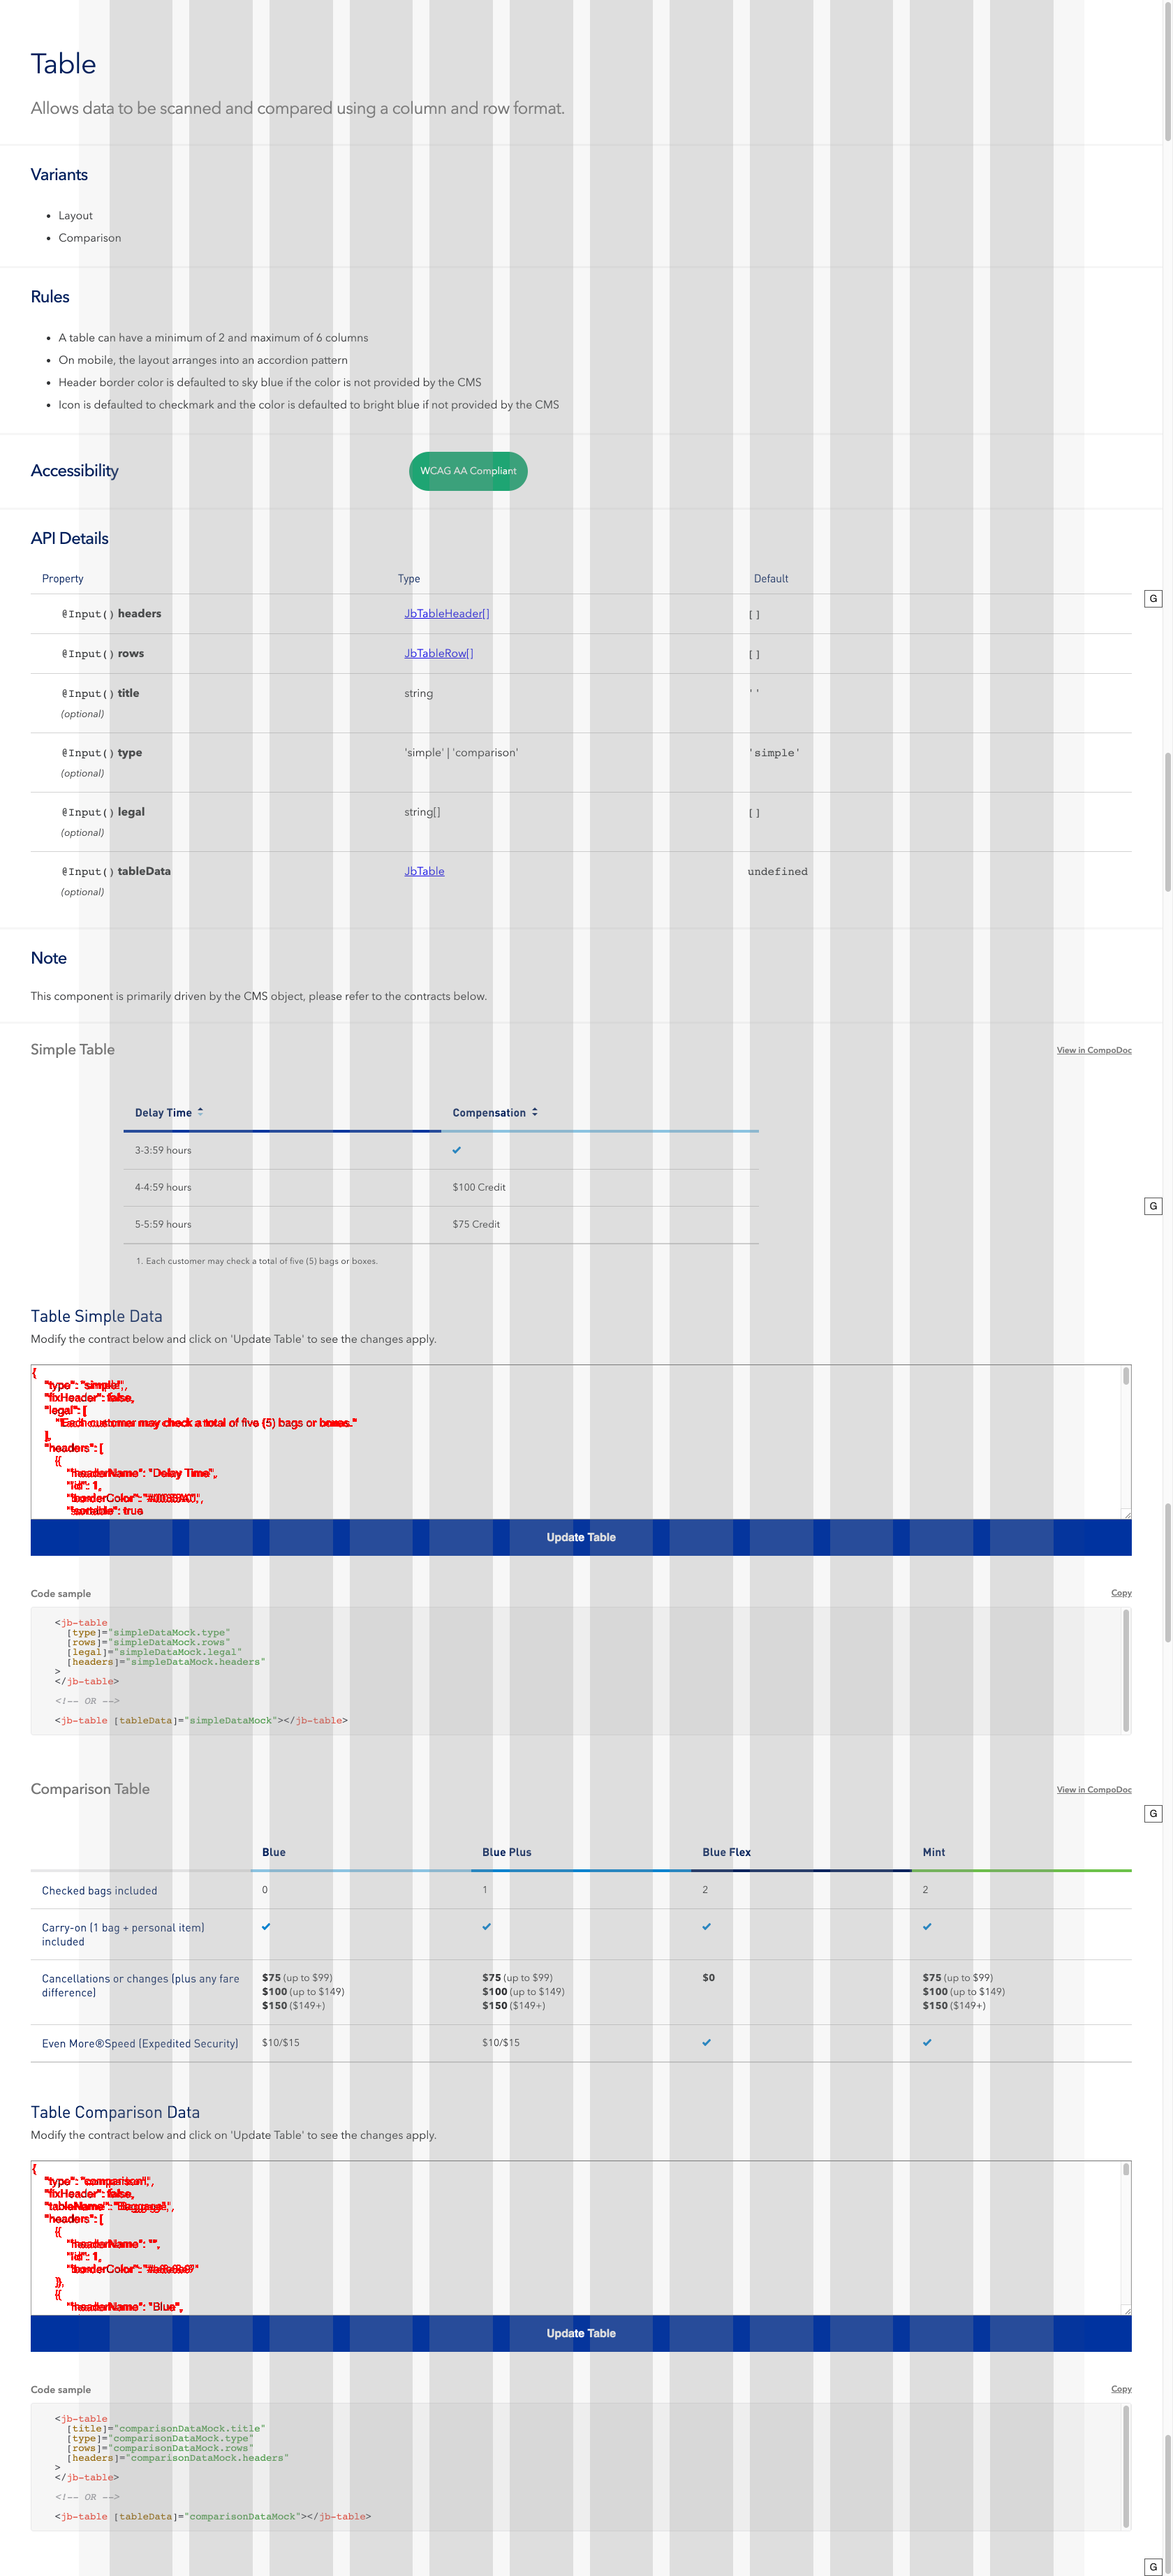 Table
Allows data to be scanned and compared using a column and row format.
Variants
Layout
Comparison
Rules
A table can have a minimum of 2 and maximum of 6 columns
On mobile, the layout arranges into an accordion pattern
Header border color is defaulted to sky blue if the color is not provided by the CMS
Icon is defaulted to checkmark and the color is defaulted to bright blue if not provided by the CMS
Accessibility WCAG AA Compliant
API Details
Property Type Default
G
@Input() headers JbTableHeader[] []
@Input() rows JbTableRow[] []
@Input() title string ''
(optional)
@Input() type 'simple' | 'comparison' 'simple'
(optional)
@Input() legal string[] []
(optional)
@Input() tableData JbTable undefined
(optional)
Note
This component is primarily driven by the CMS object, please refer to the contracts below.
Simple Table View in CompoDoc
Delay Time Compensation
3-3:59 hours
4-4:59 hours $100 Credit
G
5-5:59 hours $75 Credit
1. Each customer may check a total of five (5) bags or boxes.
Table Simple Data
Modify the contract below and click on 'Update Table' to see the changes apply.
{
"type": "simple",
"fixHeader": false,
"legal": [
"Each customer may check a total of five (5) bags or boxes."
],
"headers": [
{
"headerName": "Delay Time",
"id": 1,
"borderColor":
"sortable": true
Update Table
Code sample Copy
<jb-table
[type]="simpleDataMock.type"
[rows]="simpleDataMock.rows"
[legal]="simpleDataMock.legal"
[headers]="simpleDataMock.headers"
>
</jb-table>
<!-- OR -->
<jb-table [tableData]="simpleDataMock"></jb-table>
Comparison Table View in CompoDoc
G
Blue Blue Plus Blue Flex Mint
Checked bags included 0 1 2 2
Carry-on (1 bag + personal item)
included
Cancellations or changes (plus any fare $75 (up to $99) $75 (up to $99) $0 $75 (up to $99)
difference) $100 (up to $149) $100 (up to $149) $100 (up to $149)
$150 ($149+) $150 ($149+) $150 ($149+)
Even More®Speed (Expedited Security) $10/$15 $10/$15
Table Comparison Data
Modify the contract below and click on 'Update Table' to see the changes apply.
{
"type": "comparison",
"fixHeader": false,
"tableName": "Baggage",
"headers": [
{
"headerName": "",
"id": 1,
"borderColor":
},
{
"headerName": "Blue",
Update Table
Code sample Copy
<jb-table
[title]="comparisonDataMock.title"
[type]="comparisonDataMock.type"
[rows]="comparisonDataMock.rows"
[headers]="comparisonDataMock.headers"
>
</jb-table>
<!-- OR -->
<jb-table [tableData]="comparisonDataMock"></jb-table>
G